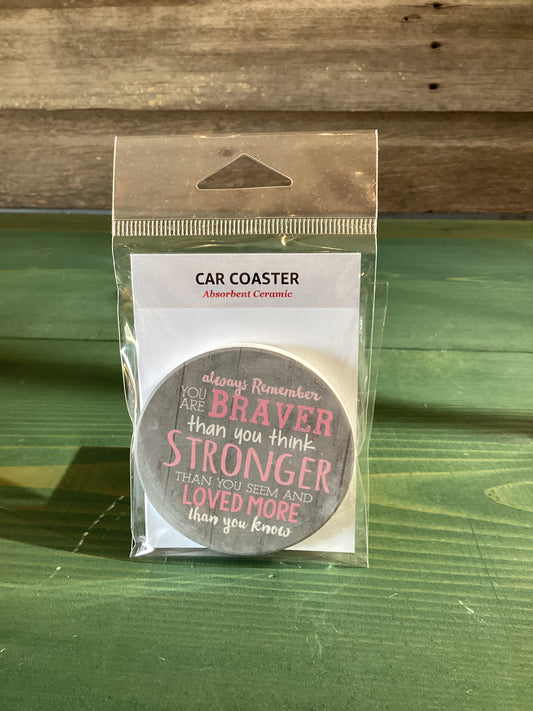 CAR COASTER
Absorbent Ceramic
always Remember
YOU ARE BRAVER
than you think
STRONGER
THAN YOU SEEM AND
LOVED MORE
than you know